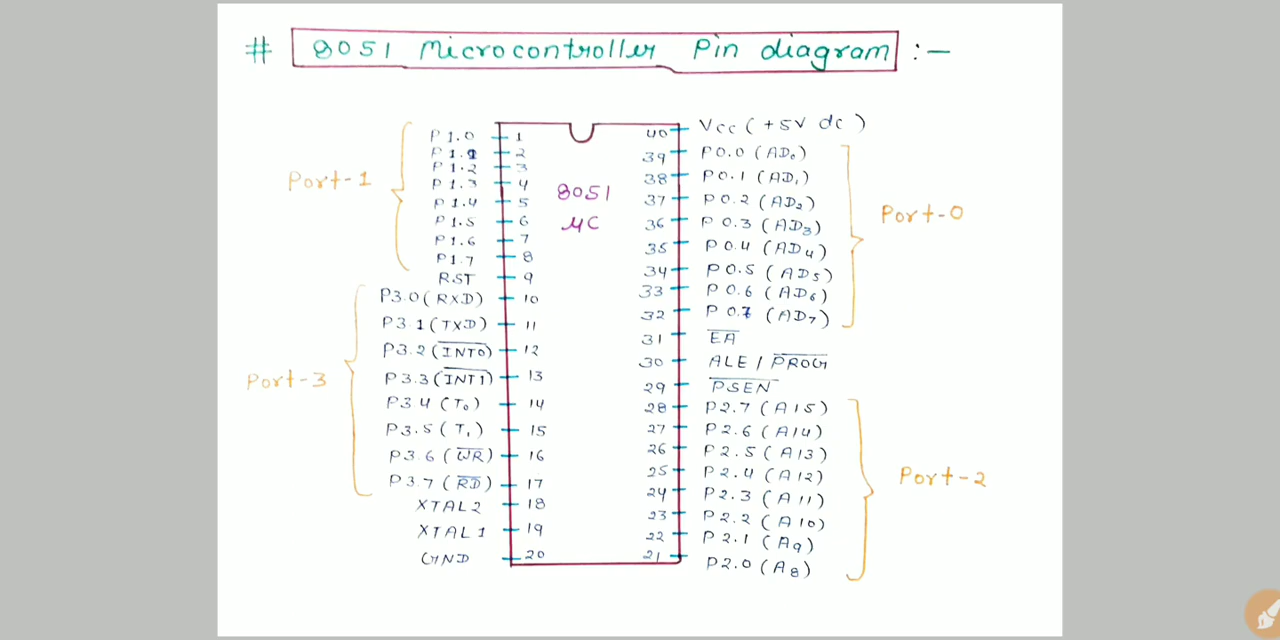 # 8051 Microcontroller Pin diagram :-
P1.0 1 40 Vcc (+5V dc)
P1.1 2 39 P0.0 (AD0)
P1.2 3 38 P0.1 (AD1)
P1.3 4 37 P0.2 (AD2)
P1.4 5 36 P0.3 (AD3)
P1.5 6 35 P0.4 (AD4)
P1.6 7 34 P0.5 (AD5)
P1.7 8 33 P0.6 (AD6)
RST 9 32 P0.7 (AD7)
P3.0 (RXD) 10 31 E̅A̅
P3.1 (TXD) 11 30 ALE / P̅R̅O̅G̅
P3.2 (I̅N̅T̅0̅) 12 29 P̅S̅E̅N̅
P3.3 (I̅N̅T̅1̅) 13 28 P2.7 (A15)
P3.4 (T0) 14 27 P2.6 (A14)
P3.5 (T1) 15 26 P2.5 (A13)
P3.6 (W̅R̅) 16 25 P2.4 (A12)
P3.7 (R̅D̅) 17 24 P2.3 (A11)
XTAL2 18 23 P2.2 (A10)
XTAL1 19 22 P2.1 (A9)
GND 20 21 P2.0 (A8)
8051
μC
Port-1
Port-3
Port-0
Port-2